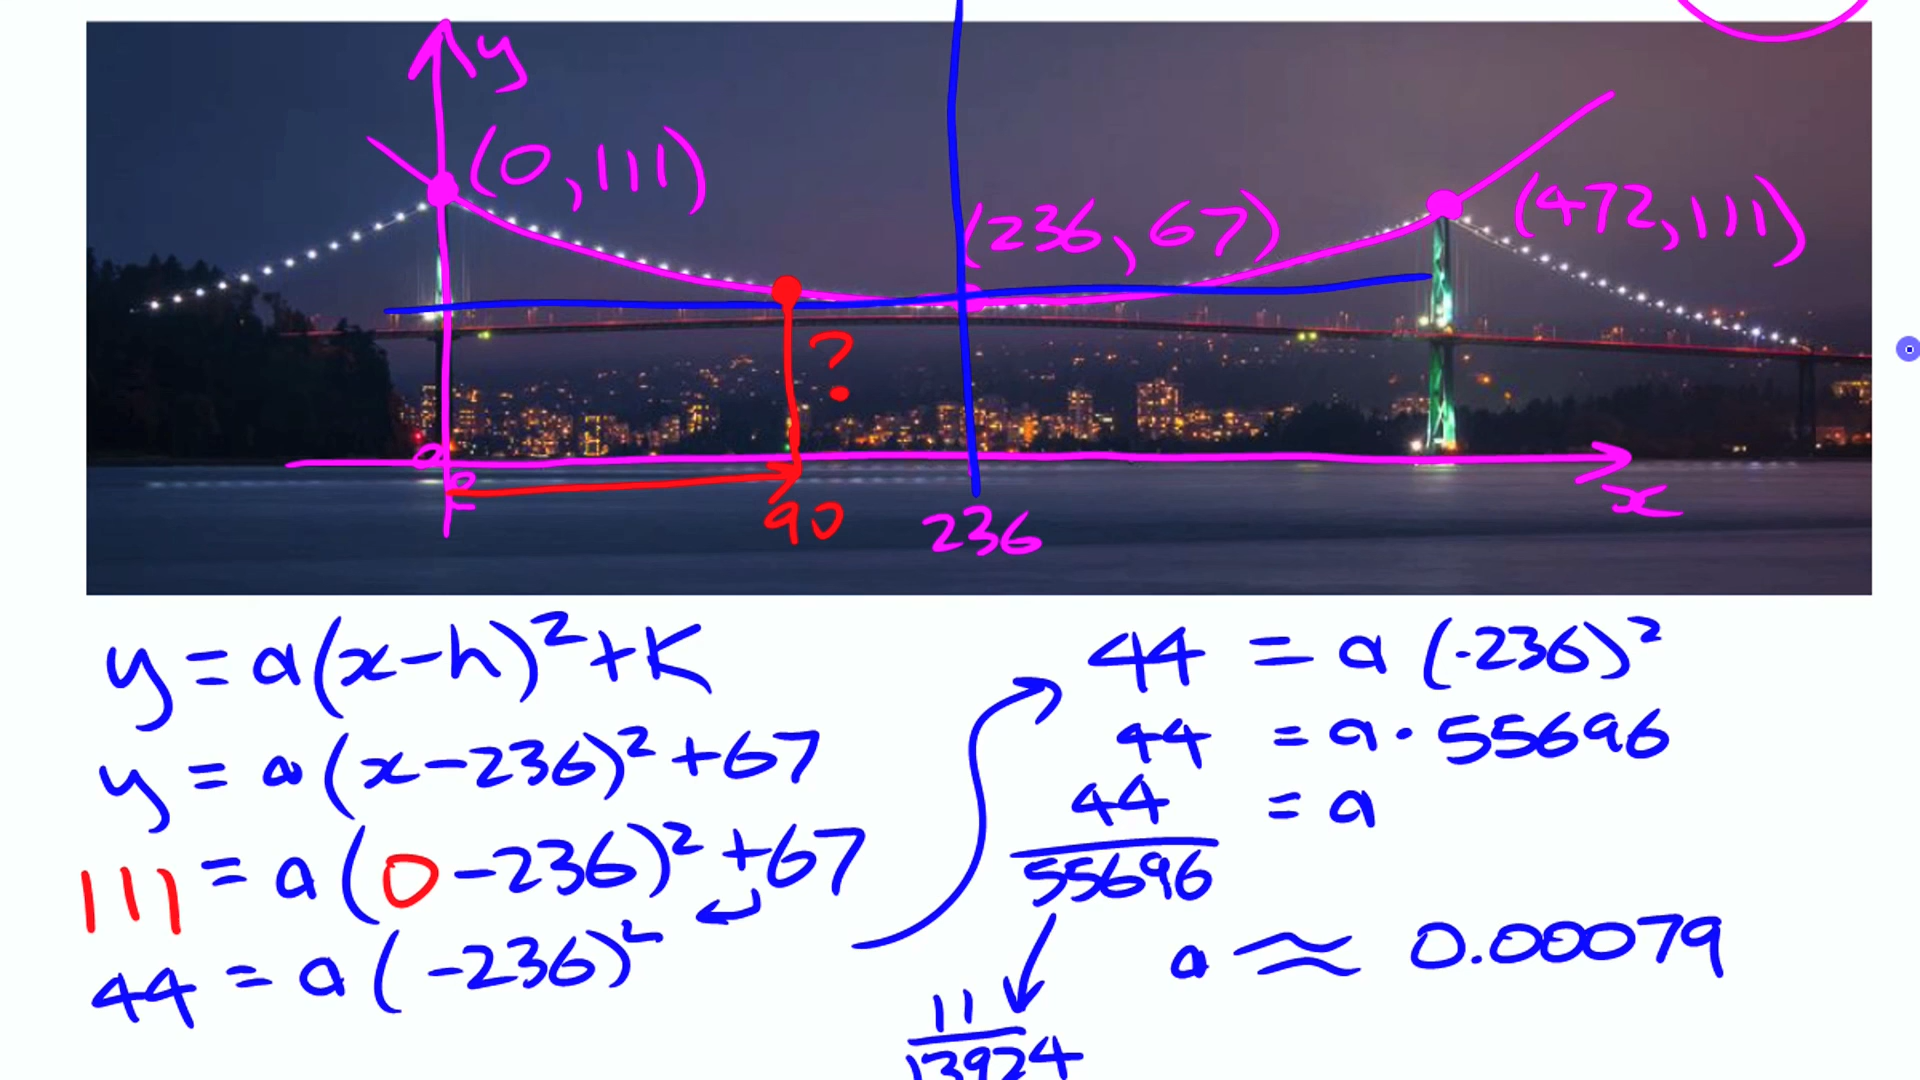 y
(0,111)
(236,67)
(472,111)
?
x
90
236
y = a(x-h)²+K
y = a(x-236)²+67
111 = a(0-236)²+67
44 = a(-236)²
44 = a(-236)²
44 = a·55696
44/55696 = a
11/13924
a ≈ 0.00079